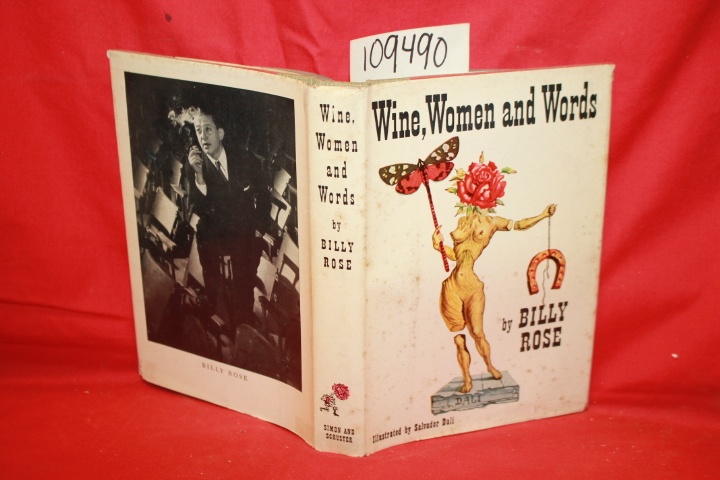 109490
BILLY ROSE
Wine,
Women
and
Words
by
BILLY
ROSE
SIMON AND
SCHUSTER
Wine, Women and Words
by BILLY
ROSE
DALI
Illustrated by Salvador Dali